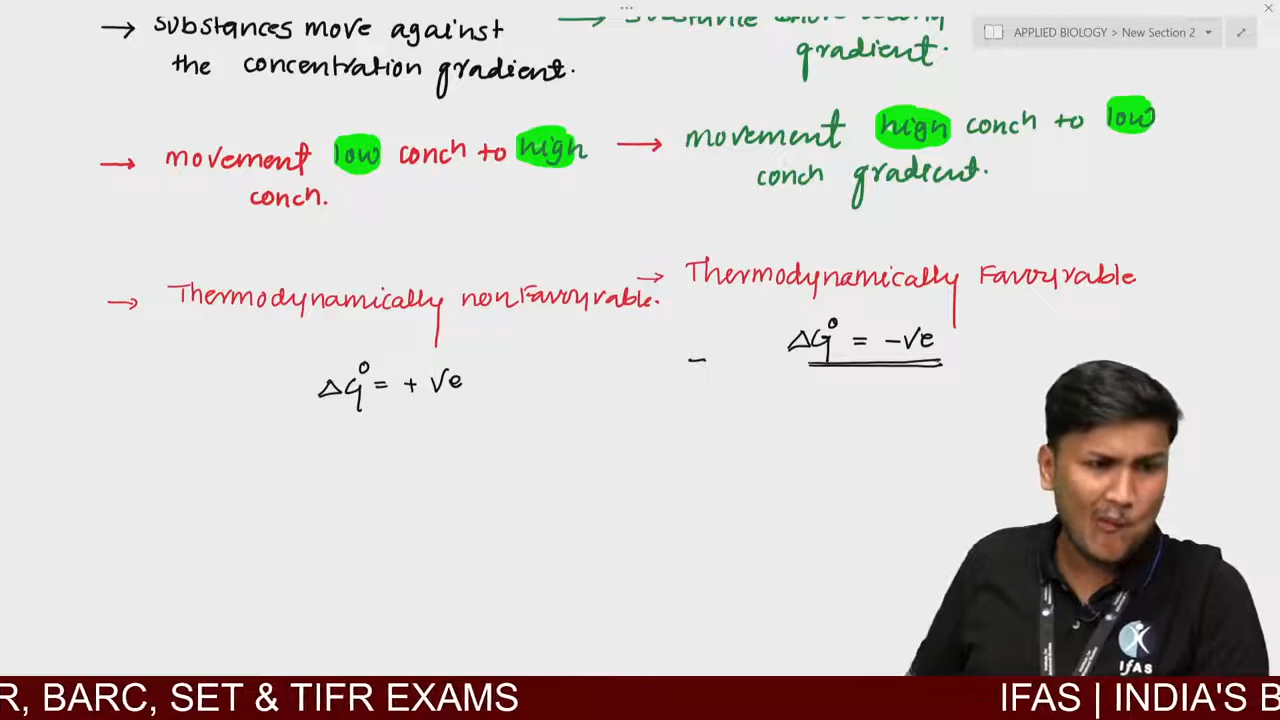 → substances move against
the concentration gradient.
gradient.
APPLIED BIOLOGY > New Section 2
→ movement low concn to high
concn.
→ movement high concn to low
concn gradient.
→ Thermodynamically nonFavourable.
ΔG° = + ve
→ Thermodynamically Favourable
ΔG° = -ve
IFAS
R, BARC, SET & TIFR EXAMS
IFAS | INDIA'S B